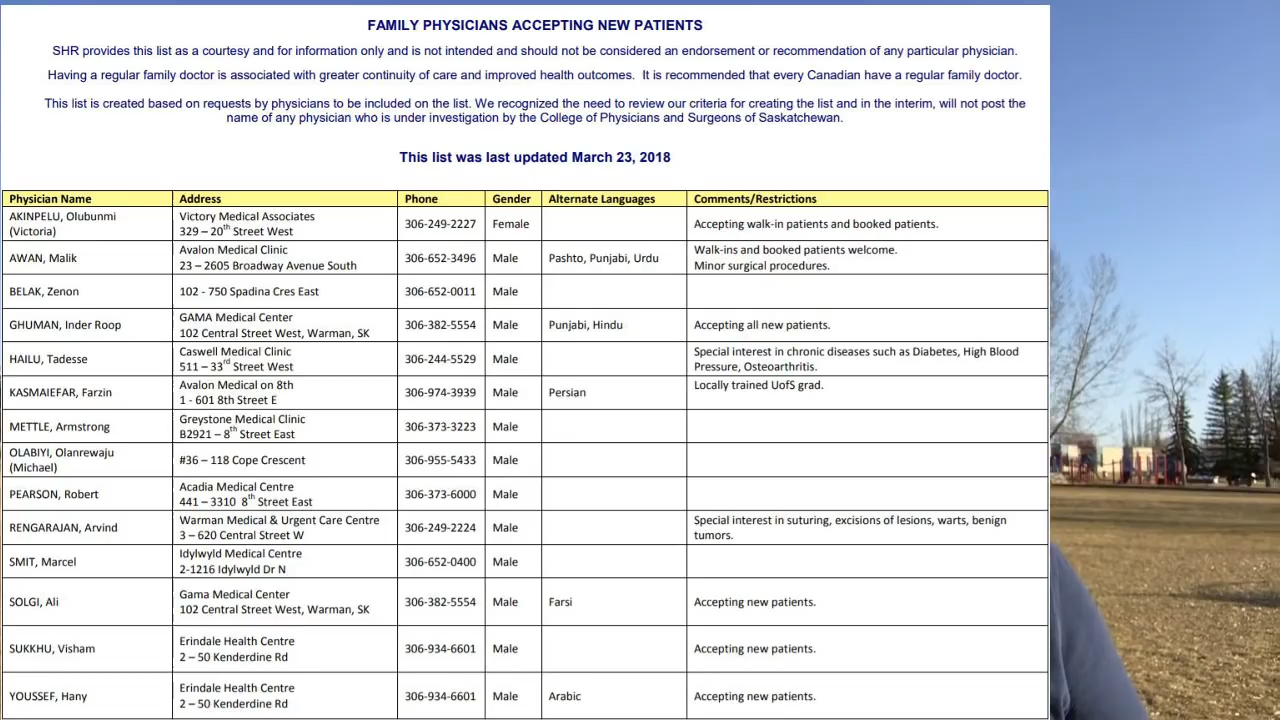 FAMILY PHYSICIANS ACCEPTING NEW PATIENTS
SHR provides this list as a courtesy and for information only and is not intended and should not be considered an endorsement or recommendation of any particular physician.
Having a regular family doctor is associated with greater continuity of care and improved health outcomes. It is recommended that every Canadian have a regular family doctor.
This list is created based on requests by physicians to be included on the list. We recognized the need to review our criteria for creating the list and in the interim, will not post the
name of any physician who is under investigation by the College of Physicians and Surgeons of Saskatchewan.
This list was last updated March 23, 2018
Physician Name Address Phone Gender Alternate Languages Comments/Restrictions
AKINPELU, Olubunmi
(Victoria)
Victory Medical Associates
329 – 20th Street West
306-249-2227 Female Accepting walk-in patients and booked patients.
AWAN, Malik
Avalon Medical Clinic
23 – 2605 Broadway Avenue South
306-652-3496 Male Pashto, Punjabi, Urdu
Walk-ins and booked patients welcome.
Minor surgical procedures.
BELAK, Zenon 102 - 750 Spadina Cres East 306-652-0011 Male
GHUMAN, Inder Roop
GAMA Medical Center
102 Central Street West, Warman, SK
306-382-5554 Male Punjabi, Hindu Accepting all new patients.
HAILU, Tadesse
Caswell Medical Clinic
511 – 33rd Street West
306-244-5529 Male
Special interest in chronic diseases such as Diabetes, High Blood
Pressure, Osteoarthritis.
KASMAIEFAR, Farzin
Avalon Medical on 8th
1 - 601 8th Street E
306-974-3939 Male Persian
Locally trained UofS grad.
METTLE, Armstrong
Greystone Medical Clinic
B2921 – 8th Street East
306-373-3223 Male
OLABIYI, Olanrewaju
(Michael)
#36 – 118 Cope Crescent 306-955-5433 Male
PEARSON, Robert
Acadia Medical Centre
441 – 3310 8th Street East
306-373-6000 Male
RENGARAJAN, Arvind
Warman Medical & Urgent Care Centre
3 – 620 Central Street W
306-249-2224 Male
Special interest in suturing, excisions of lesions, warts, benign
tumors.
SMIT, Marcel
Idylwyld Medical Centre
2-1216 Idylwyld Dr N
306-652-0400 Male
SOLGI, Ali
Gama Medical Center
102 Central Street West, Warman, SK
306-382-5554 Male Farsi Accepting new patients.
SUKKHU, Visham
Erindale Health Centre
2 – 50 Kenderdine Rd
306-934-6601 Male Accepting new patients.
YOUSSEF, Hany
Erindale Health Centre
2 – 50 Kenderdine Rd
306-934-6601 Male Arabic Accepting new patients.